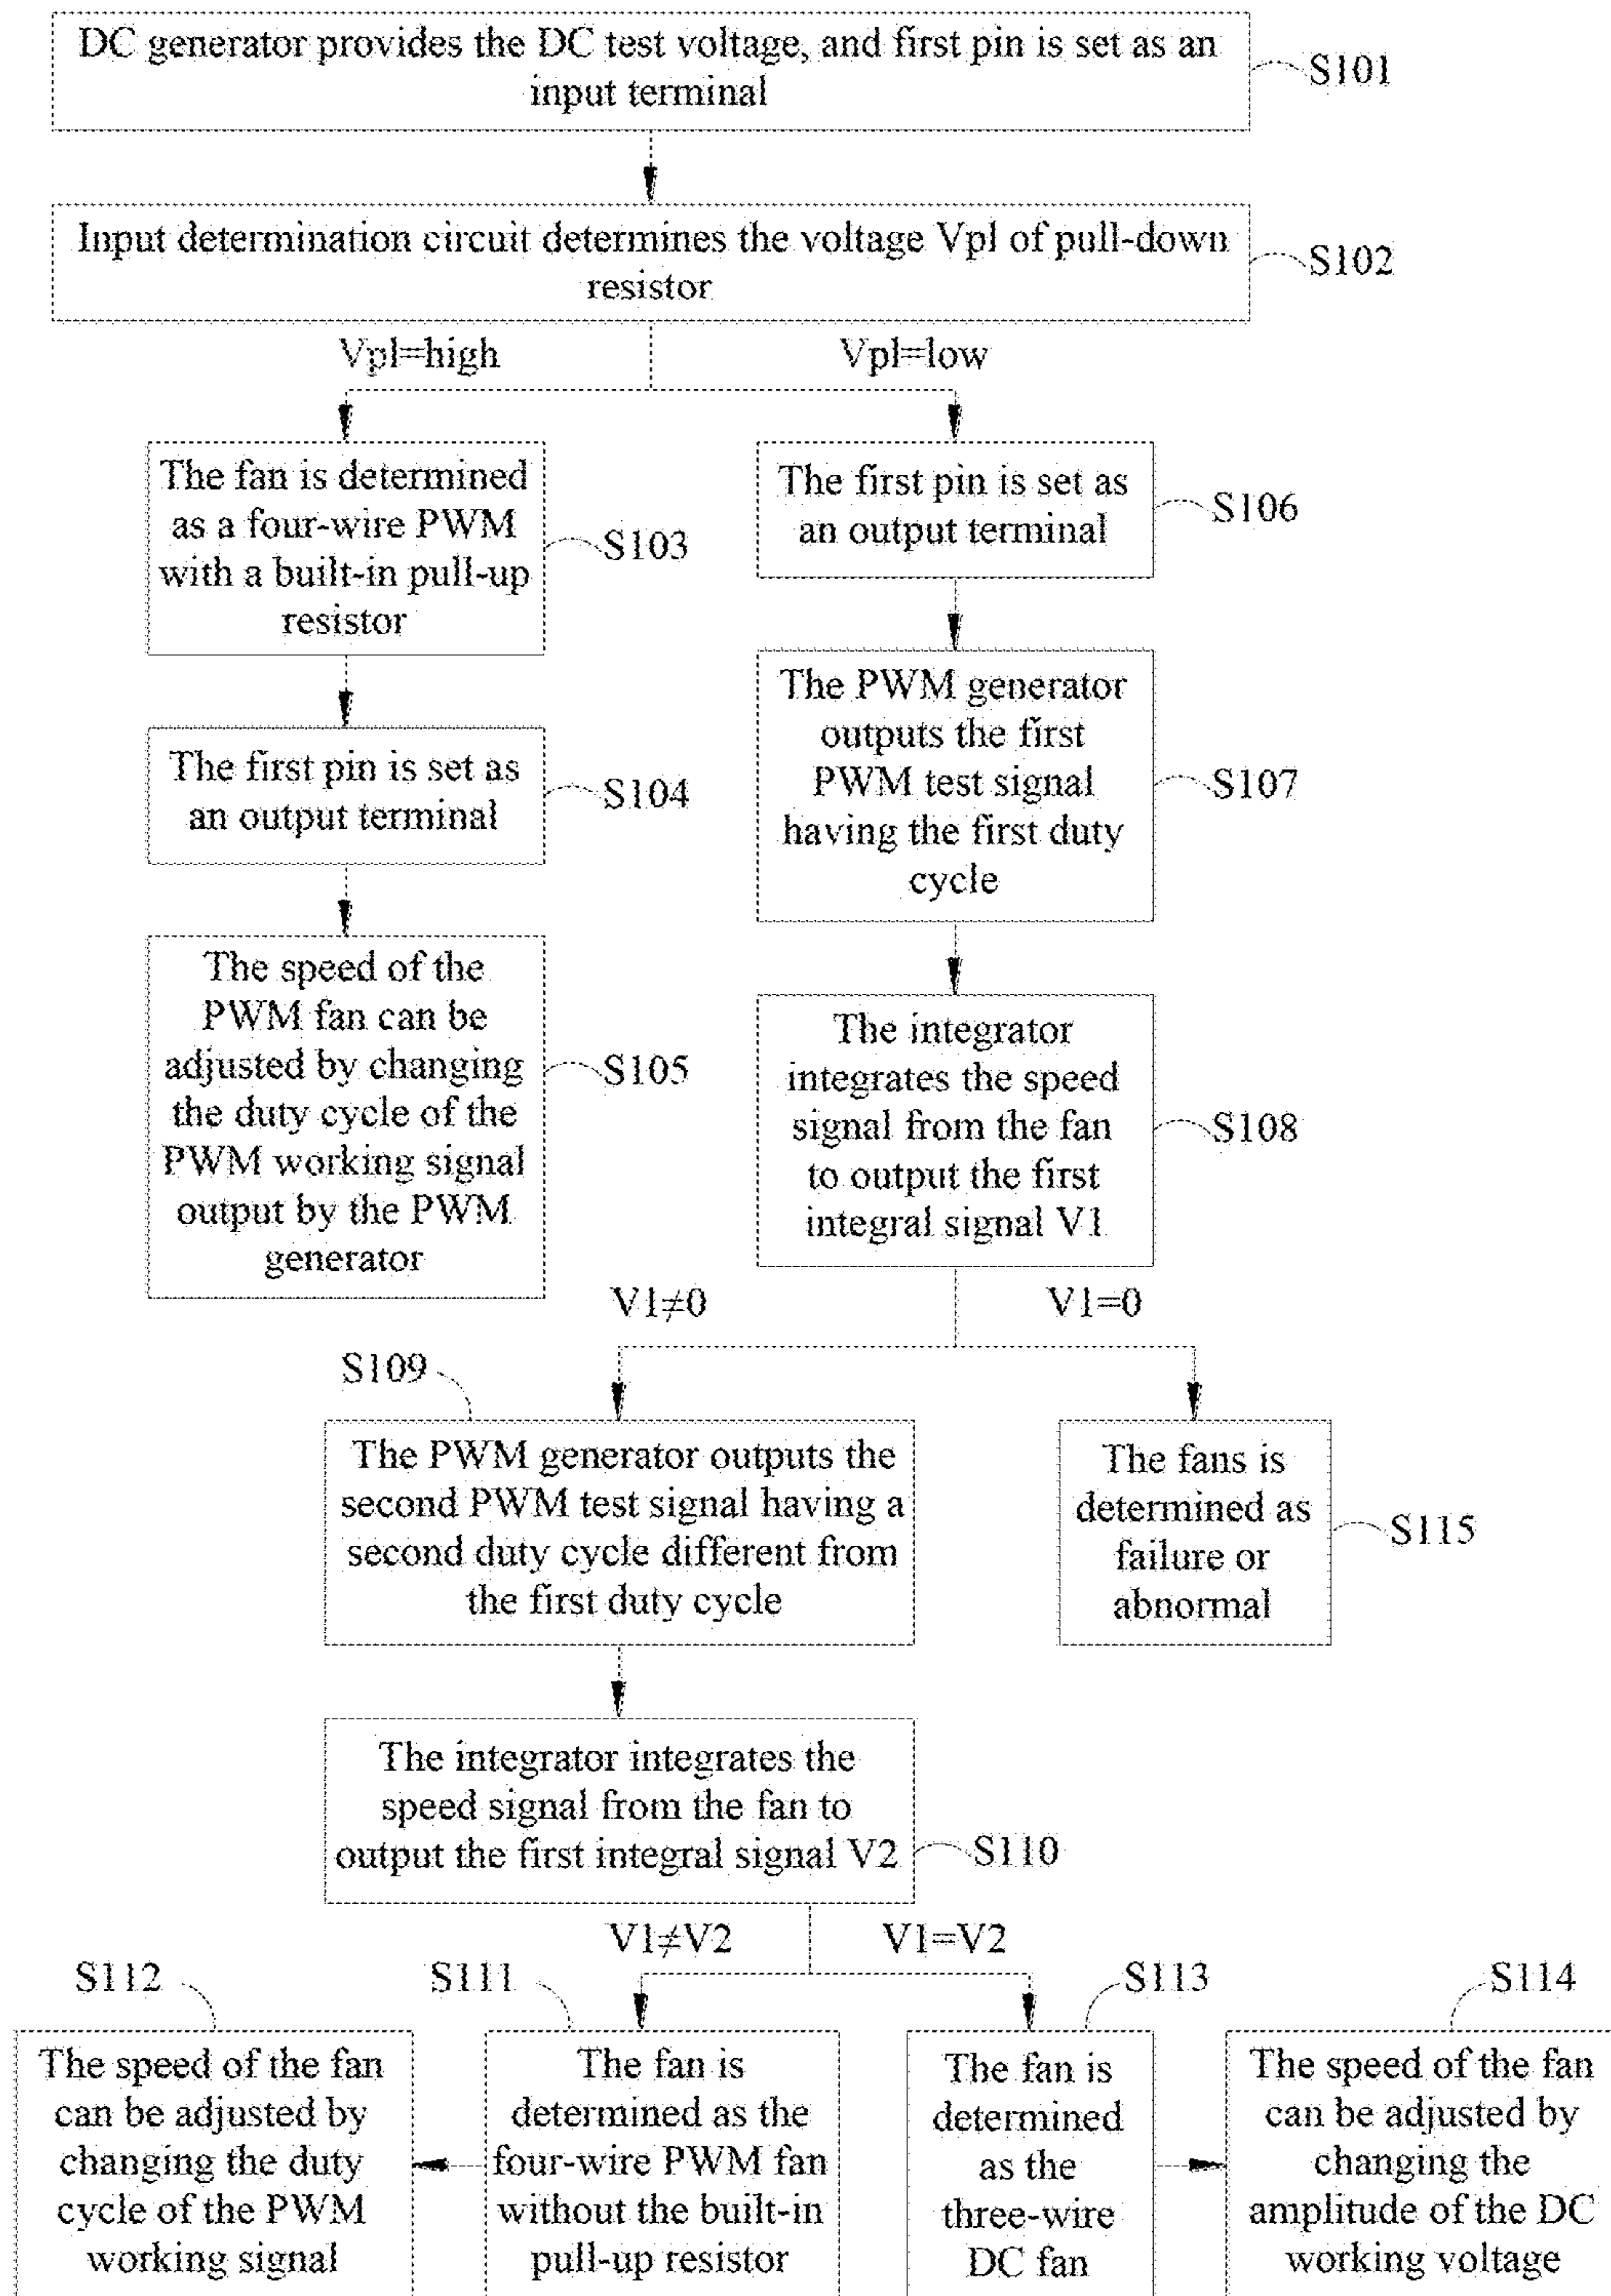 DC generator provides the DC test voltage, and first pin is set as an
input terminal
S101
Input determination circuit determines the voltage Vpl of pull-down
resistor
S102
Vpl=high
Vpl=low
The fan is determined
as a four-wire PWM
with a built-in pull-up
resistor
S103
The first pin is set as
an output terminal
S104
The speed of the
PWM fan can be
adjusted by changing
the duty cycle of the
PWM working signal
output by the PWM
generator
S105
The first pin is set as
an output terminal
S106
The PWM generator
outputs the first
PWM test signal
having the first duty
cycle
S107
The integrator
integrates the speed
signal from the fan
to output the first
integral signal V1
S108
V1≠0
V1=0
S109
The PWM generator outputs the
second PWM test signal having a
second duty cycle different from
the first duty cycle
The fans is
determined as
failure or
abnormal
S115
The integrator integrates the
speed signal from the fan to
output the first integral signal V2
S110
V1≠V2
V1=V2
S112
The speed of the fan
can be adjusted by
changing the duty
cycle of the PWM
working signal
S111
The fan is
determined as the
four-wire PWM fan
without the built-in
pull-up resistor
S113
The fan is
determined
as the
three-wire
DC fan
S114
The speed of the fan
can be adjusted by
changing the
amplitude of the DC
working voltage